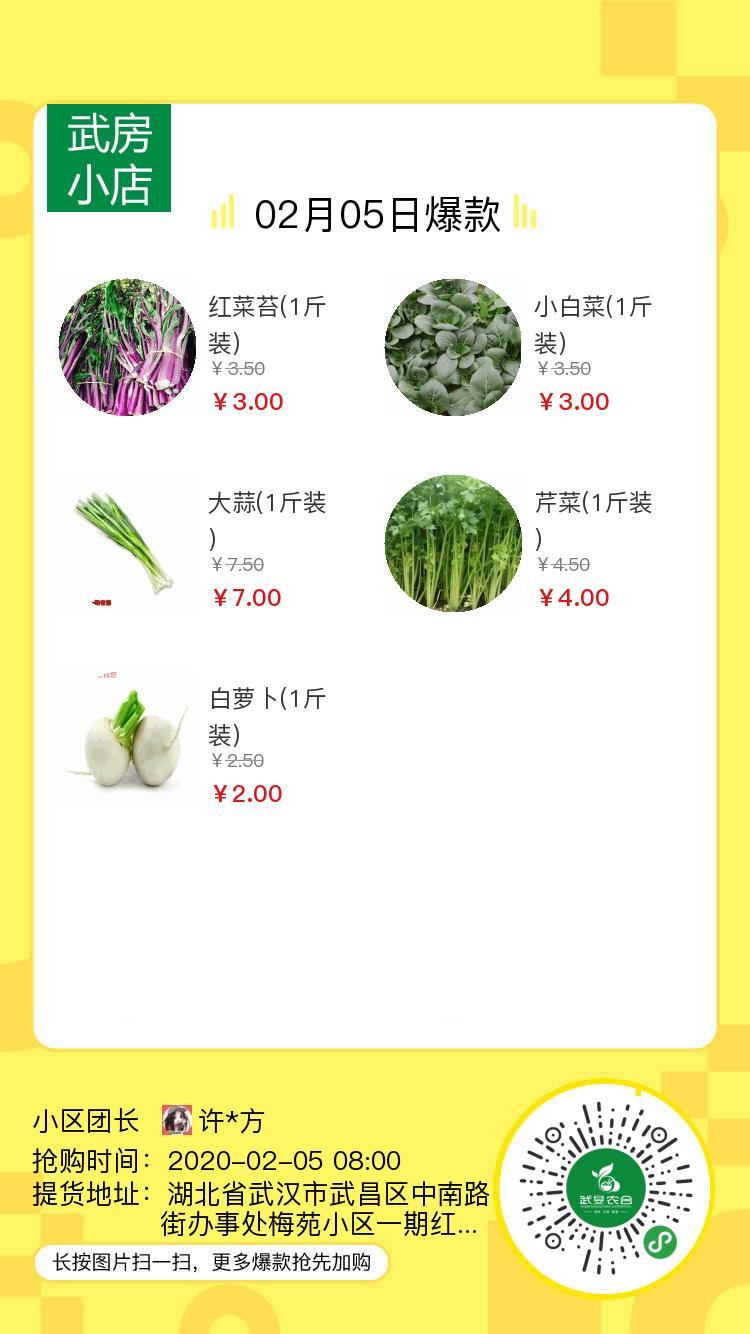 武房
小店
02月05日爆款
红菜苔(1斤
装)
￥3.50
￥3.00
小白菜(1斤
装)
￥3.50
￥3.00
大蒜(1斤装
)
￥7.50
￥7.00
芹菜(1斤装
)
￥4.50
￥4.00
白萝卜(1斤
装)
￥2.50
￥2.00
小区团长 许*方
抢购时间：2020-02-05 08:00
提货地址：湖北省武汉市武昌区中南路
街办事处梅苑小区一期红...
长按图片扫一扫，更多爆款抢先加购